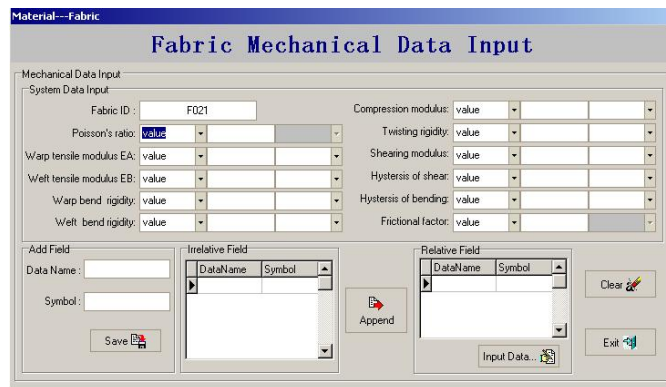 Material---Fabric
Fabric Mechanical Data Input
Mechanical Data Input
System Data Input
Fabric ID : F021
Compression modulus: value
Poisson's ratio: value
Twisting rigidity: value
Warp tensile modulus EA: value
Shearing modulus: value
Weft tensile modulus EB: value
Hystersis of shear: value
Warp bend rigidity: value
Hystersis of bending: value
Weft bend rigidity: value
Frictional factor: value
Add Field
Data Name :
Symbol :
Save
Irrelative Field
DataName Symbol
Append
Relative Field
DataName Symbol
Input Data...
Clear
Exit